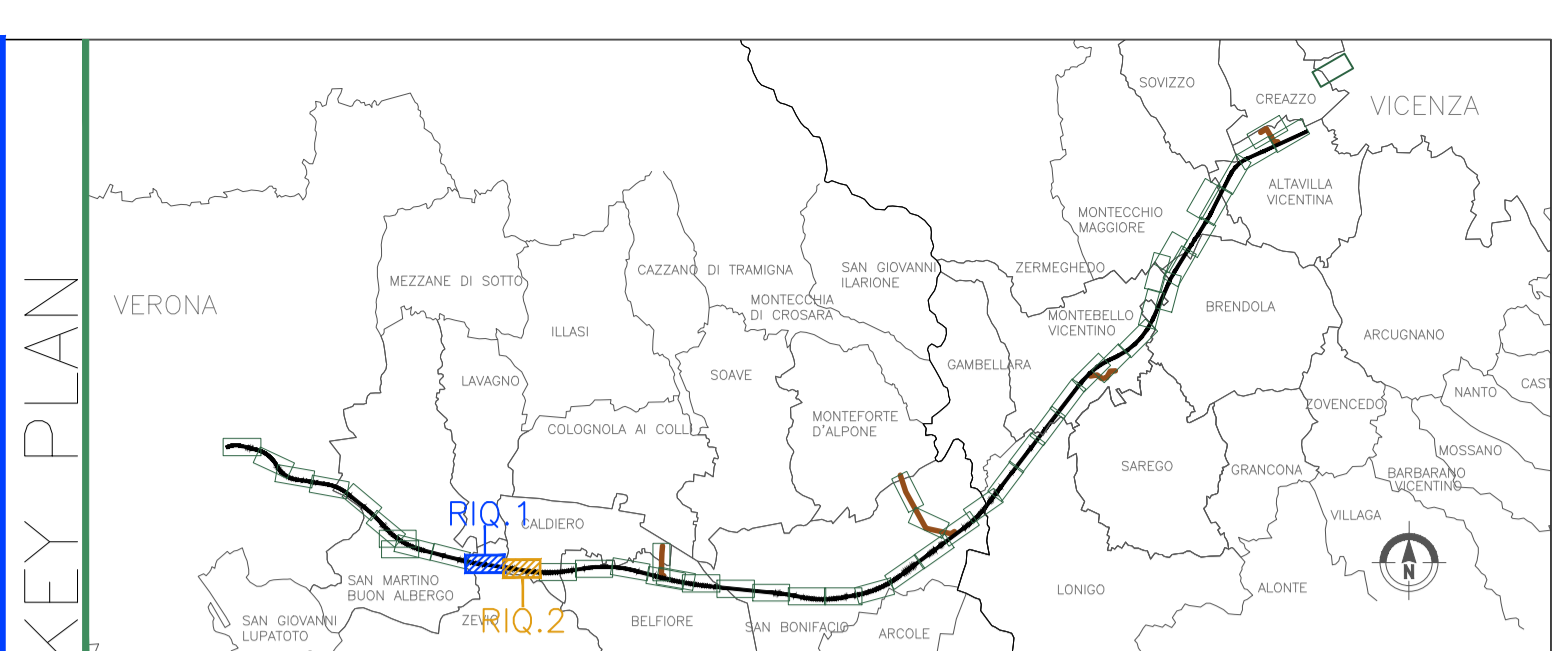 KEY PLAN
SOVIZZO
CREAZZO
VICENZA
ALTAVILLA
VICENTINA
MONTECCHIO
MAGGIORE
MEZZANE DI SOTTO
CAZZANO DI TRAMIGNA
SAN GIOVANNI
ILARIONE
ZERMEGHEDO
VERONA
MONTECCHIA
DI CROSARA
BRENDOLA
ILLASI
MONTEBELLO
VICENTINO
ARCUGNANO
LAVAGNO
SOAVE
GAMBELLARA
NANTO
CAST
ZOVENCEDO
COLOGNOLA AI COLLI
MONTEFORTE
D'ALPONE
MOSSANO
SAREGO
GRANCONA
BARBARANO
VICENTINO
RIQ.1
CALDIERO
VILLAGA
N
SAN MARTINO
BUON ALBERGO
LONIGO
ALONTE
SAN GIOVANNI
LUPATOTO
ZEVIO
RIQ.2
BELFIORE
SAN BONIFACIO
ARCOLE